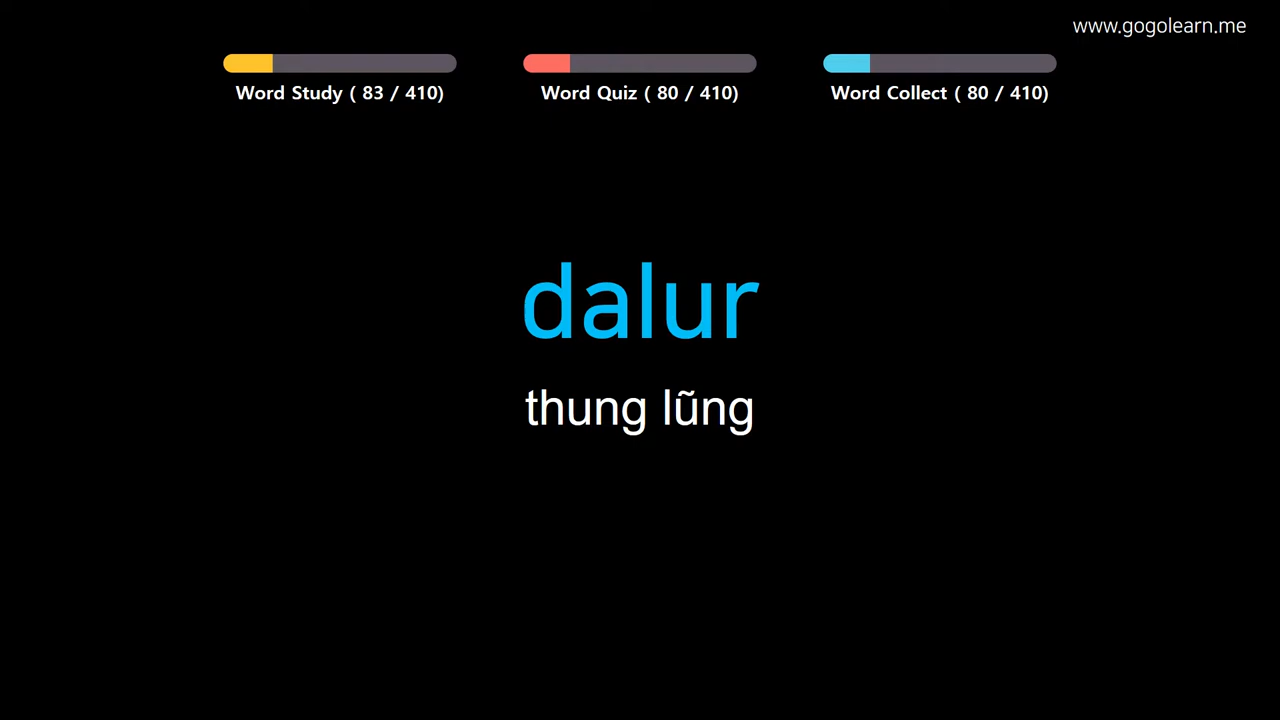 www.gogolearn.me
Word Study ( 83 / 410)
Word Quiz ( 80 / 410)
Word Collect ( 80 / 410)
dalur
thung lũng